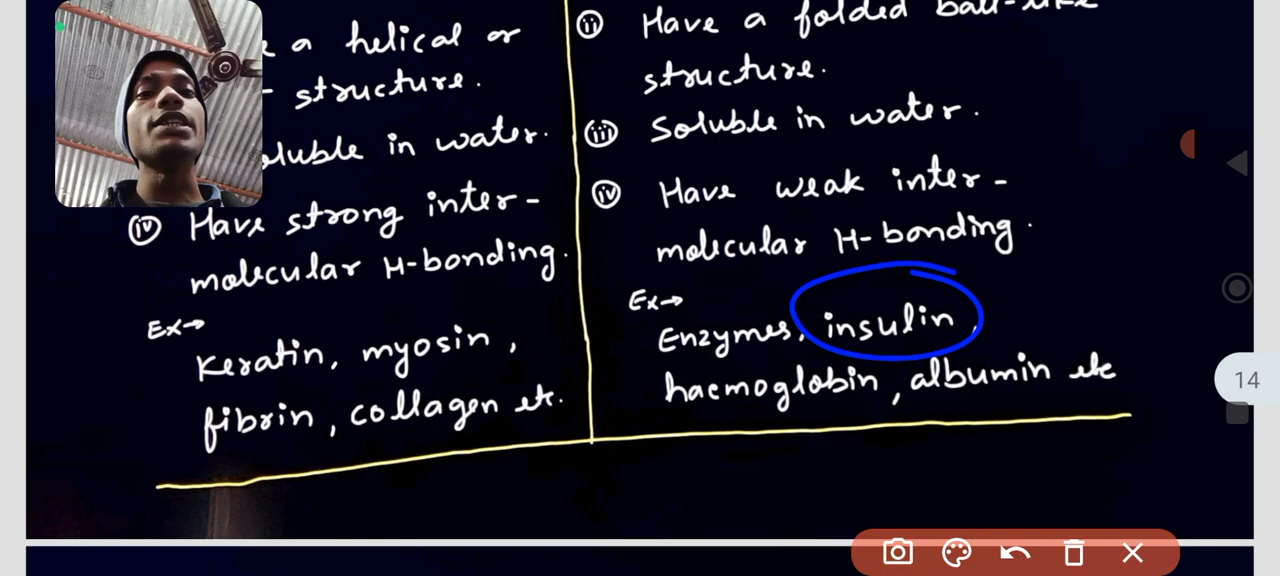 a helical or
structure.
in water.
(iv) Have strong inter-
molecular H-bonding.
Ex→
Keratin, myosin,
fibrin, collagen etc.
(ii) Have a folded ball-like
structure.
(iii) Soluble in water.
(iv) Have weak inter-
molecular H-bonding.
Ex→
Enzymes, insulin,
haemoglobin, albumin etc
14